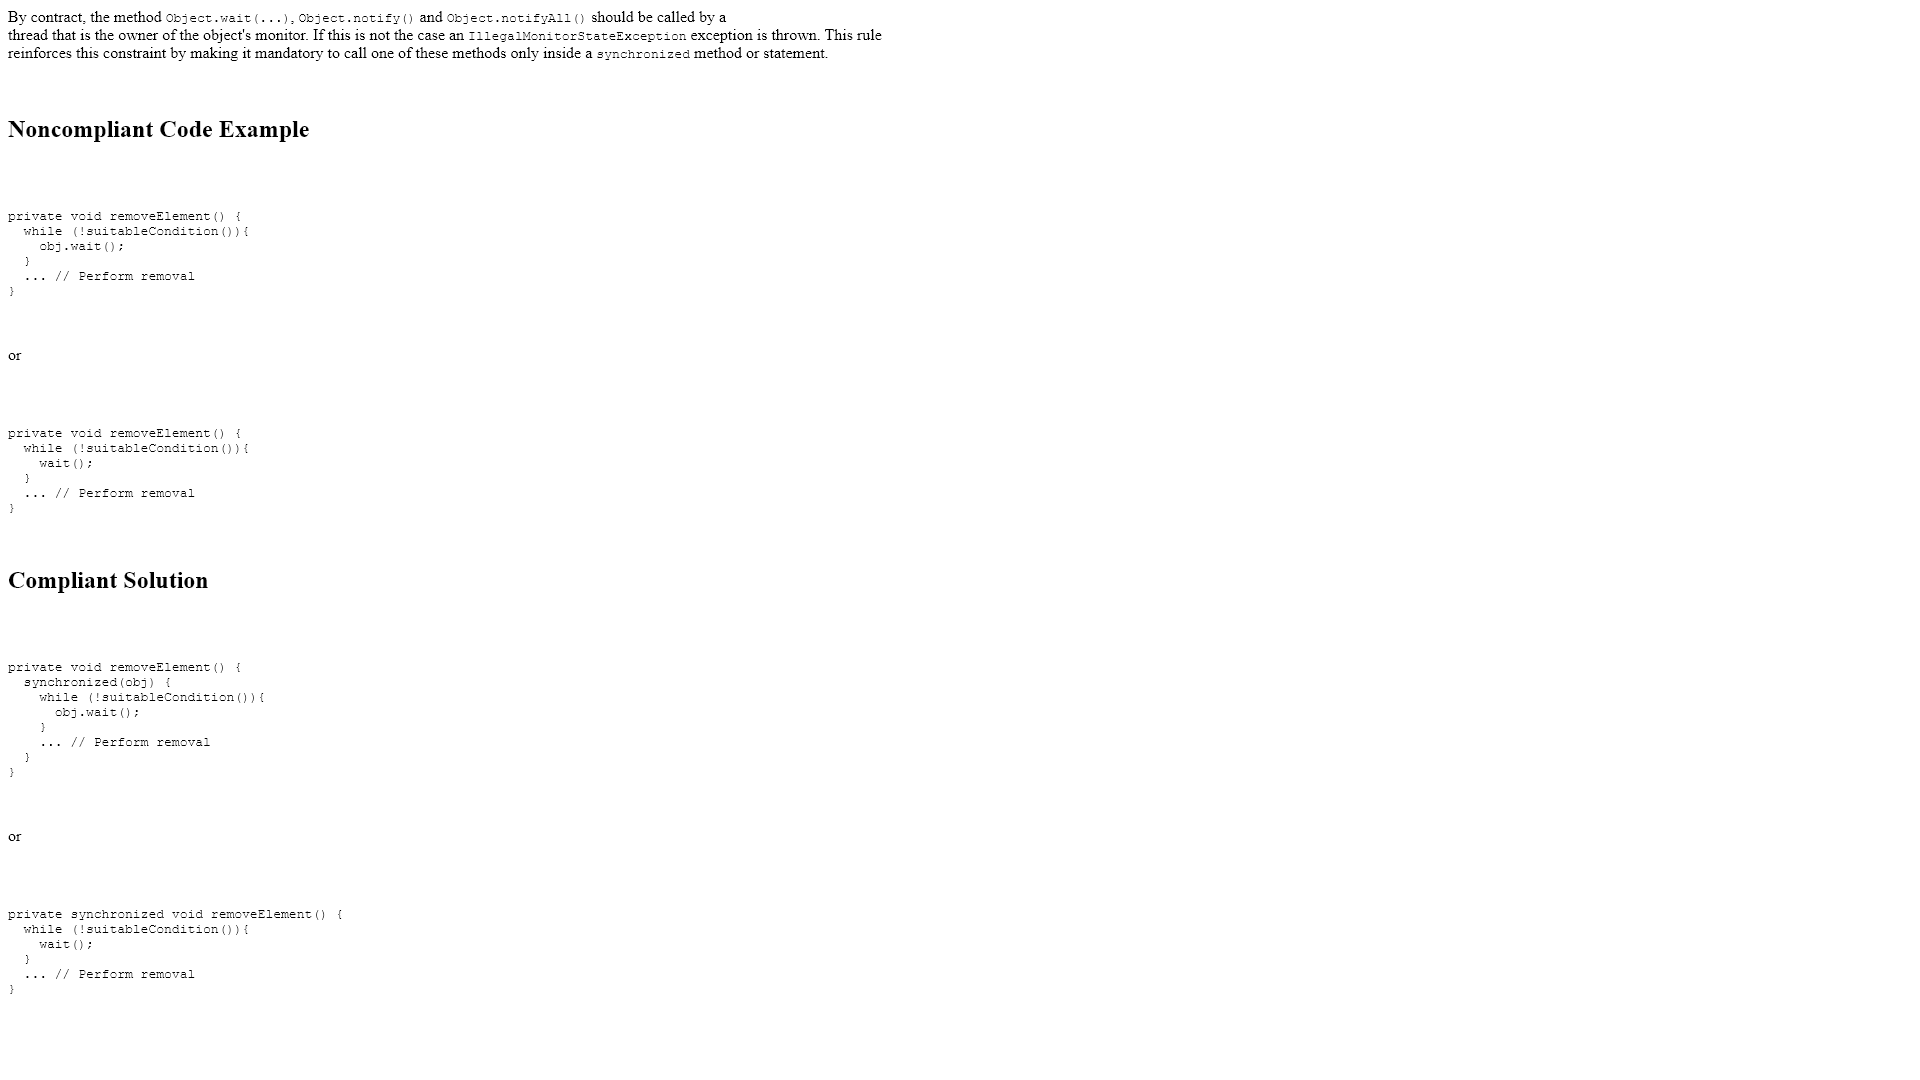 By contract, the method Object.wait(...), Object.notify() and Object.notifyAll() should be called by a
thread that is the owner of the object's monitor. If this is not the case an IllegalMonitorStateException exception is thrown. This rule
reinforces this constraint by making it mandatory to call one of these methods only inside a synchronized method or statement.
Noncompliant Code Example
private void removeElement() {
  while (!suitableCondition()){
    obj.wait();
  }
  ... // Perform removal
}
or
private void removeElement() {
  while (!suitableCondition()){
    wait();
  }
  ... // Perform removal
}
Compliant Solution
private void removeElement() {
  synchronized(obj) {
    while (!suitableCondition()){
      obj.wait();
    }
    ... // Perform removal
  }
}
or
private synchronized void removeElement() {
  while (!suitableCondition()){
    wait();
  }
  ... // Perform removal
}